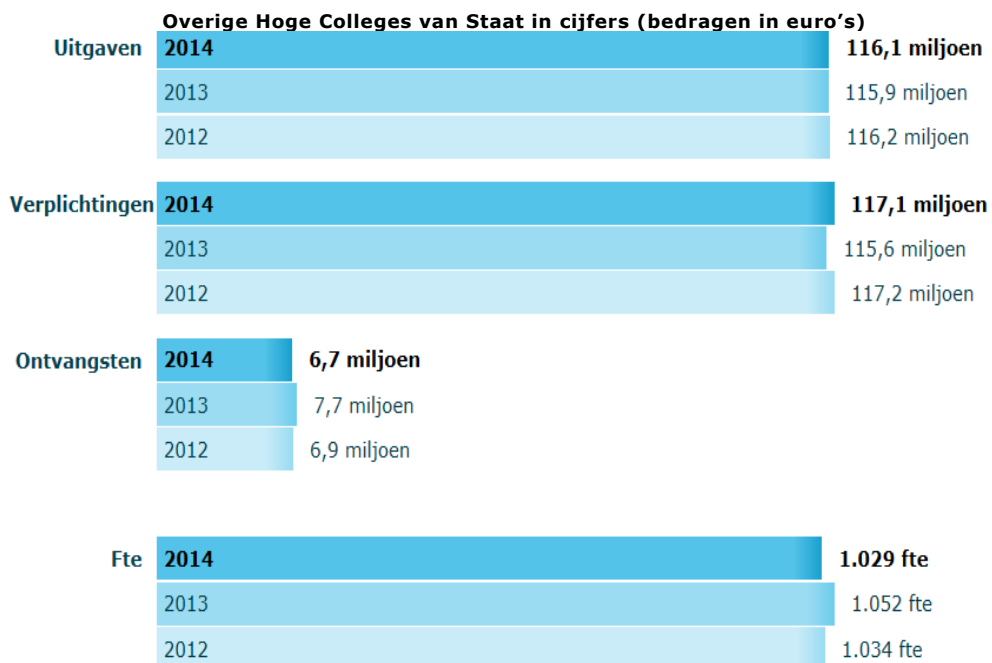 Overige Hoge Colleges van Staat in cijfers (bedragen in euro's)
Uitgaven 2014 116,1 miljoen
2013 115,9 miljoen
2012 116,2 miljoen
Verplichtingen 2014 117,1 miljoen
2013 115,6 miljoen
2012 117,2 miljoen
Ontvangsten 2014 6,7 miljoen
2013 7,7 miljoen
2012 6,9 miljoen
Fte 2014 1.029 fte
2013 1.052 fte
2012 1.034 fte